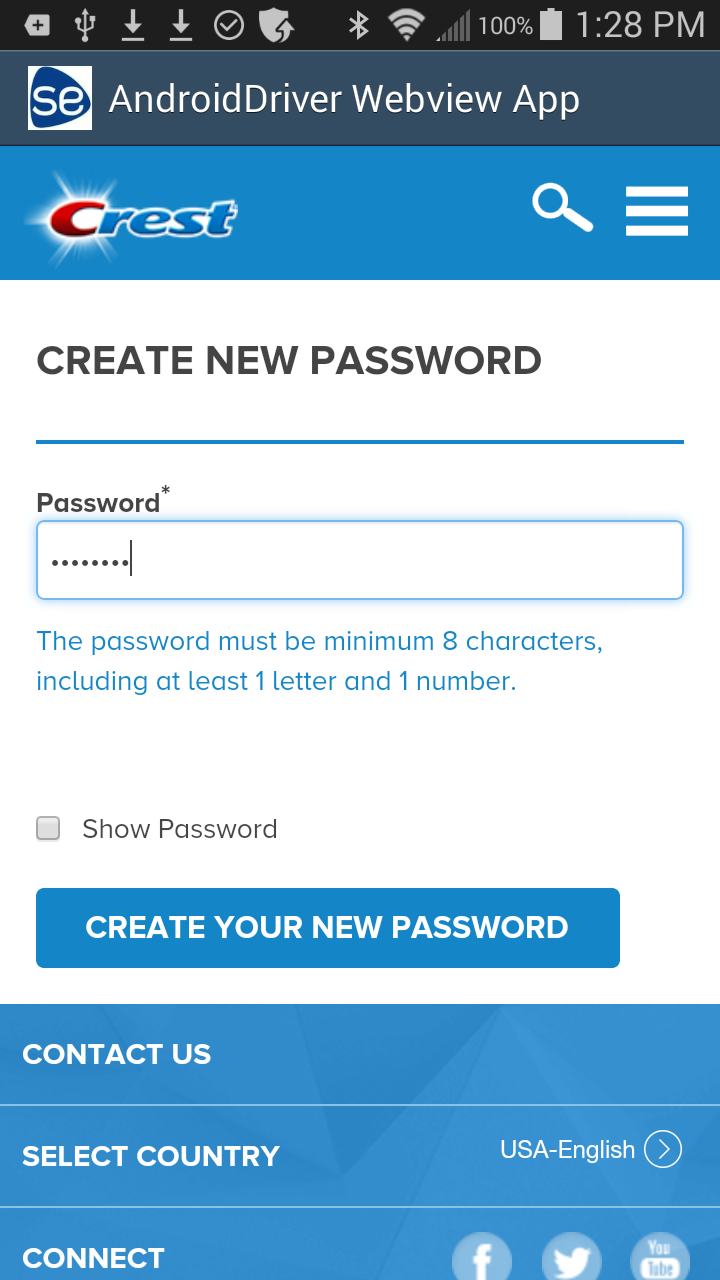 100% 1:28 PM
se AndroidDriver Webview App
Crest
CREATE NEW PASSWORD
Password*
••••••••
The password must be minimum 8 characters,
including at least 1 letter and 1 number.
Show Password
CREATE YOUR NEW PASSWORD
CONTACT US
SELECT COUNTRY USA-English
CONNECT f You Tube